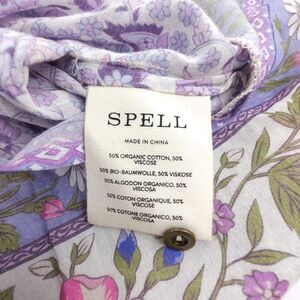 SPELL
MADE IN CHINA
50% ORGANIC COTTON, 50%
VISCOSE
50% BIO-BAUMWOLLE, 50% VISKOSE
50% ALGODON ORGANICO, 50%
VISCOSA
50% COTON ORGANIQUE, 50%
VISCOSE
50% COTONE ORGANICO, 50%
VISCOSA